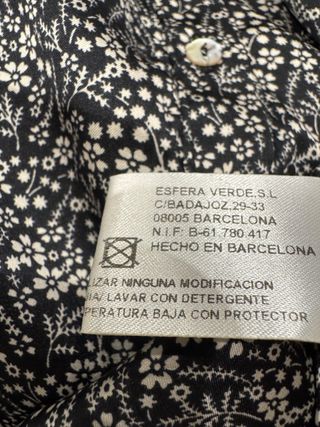 ESFERA VERDE,S.L
C/BADAJOZ.29-33
08005 BARCELONA
N.I.F: B-61.780.417
HECHO EN BARCELONA
LIZAR NINGUNA MODIFICACION
LAVAR CON DETERGENTE
PERATURA BAJA CON PROTECTOR